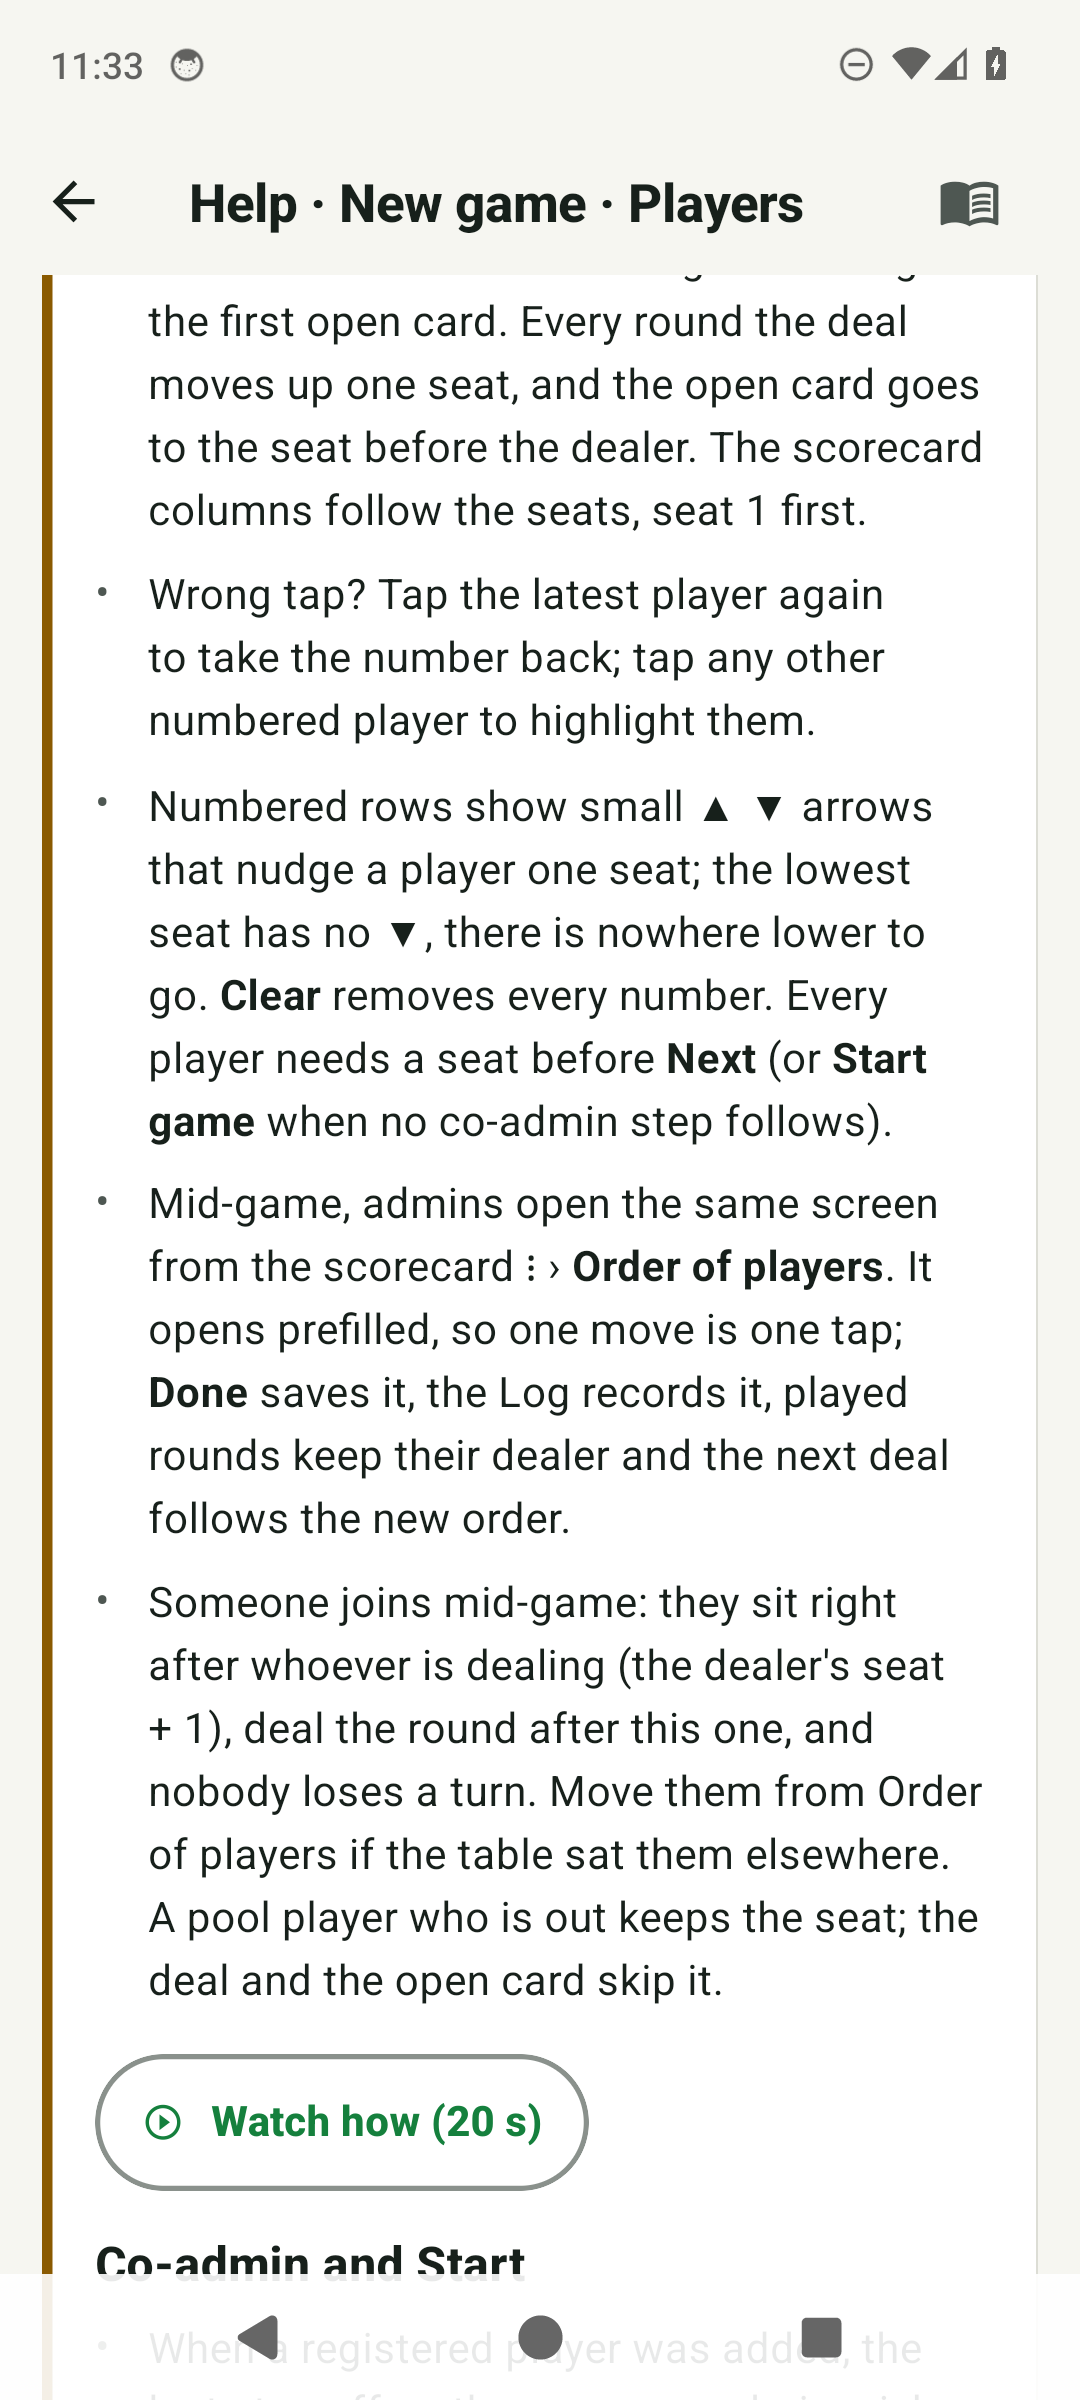 11:33
Help · New game · Players
the first open card. Every round the deal
moves up one seat, and the open card goes
to the seat before the dealer. The scorecard
columns follow the seats, seat 1 first.
• Wrong tap? Tap the latest player again
to take the number back; tap any other
numbered player to highlight them.
• Numbered rows show small ▲ ▼ arrows
that nudge a player one seat; the lowest
seat has no ▼, there is nowhere lower to
go. Clear removes every number. Every
player needs a seat before Next (or Start
game when no co-admin step follows).
• Mid-game, admins open the same screen
from the scorecard ⋮ › Order of players. It
opens prefilled, so one move is one tap;
Done saves it, the Log records it, played
rounds keep their dealer and the next deal
follows the new order.
• Someone joins mid-game: they sit right
after whoever is dealing (the dealer's seat
+ 1), deal the round after this one, and
nobody loses a turn. Move them from Order
of players if the table sat them elsewhere.
A pool player who is out keeps the seat; the
deal and the open card skip it.
Watch how (20 s)
Co-admin and Start
• When a registered player was added, the